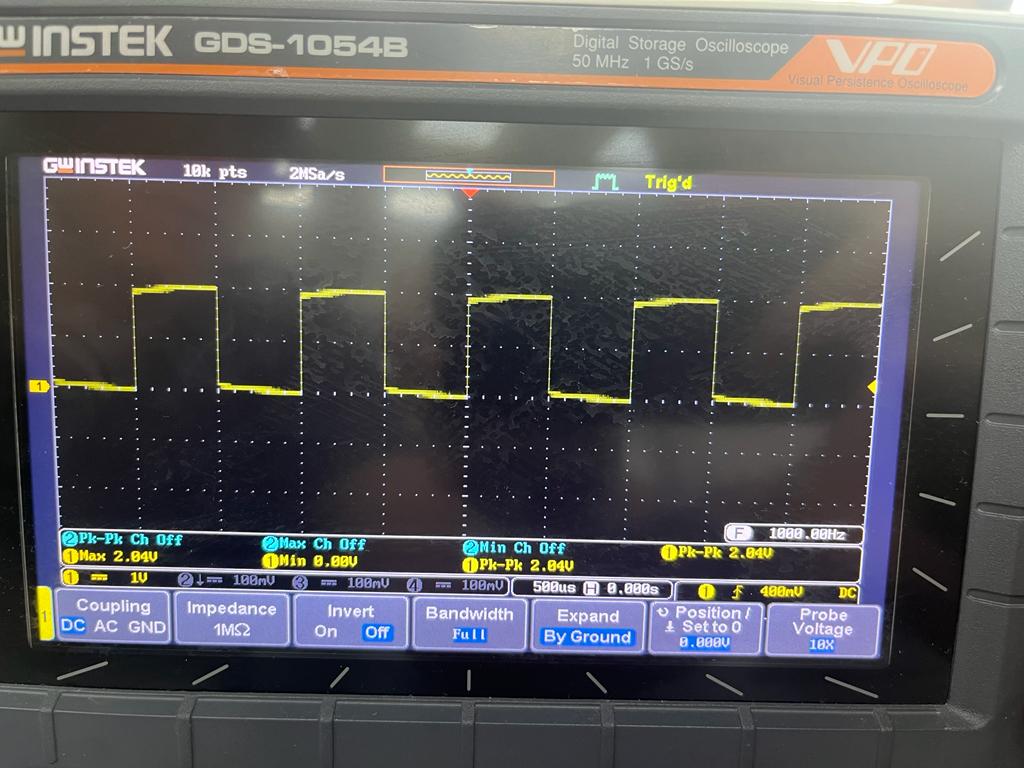 GWINSTEK GDS-1054B
Digital Storage Oscilloscope
50 MHz 1 GS/s
VPO
Visual Persistence Oscilloscope
GWINSTEK 10k pts 2MSa/s Trig'd
1
F 1000.00Hz
2 Pk-Pk Ch Off 2 Max Ch Off 2 Min Ch Off 1 Pk-Pk 2.04V
1 Max 2.04V 1 Min 0.00V 1 Pk-Pk 2.04V
1 1V 2 100mV 3 100mV 4 100mV 500us H 0.000s 1 400mV DC
1
Coupling
DC AC GND
Impedance
1MΩ
Invert
On Off
Bandwidth
Full
Expand
By Ground
Position /
Set to 0
0.000V
Probe
Voltage
10X